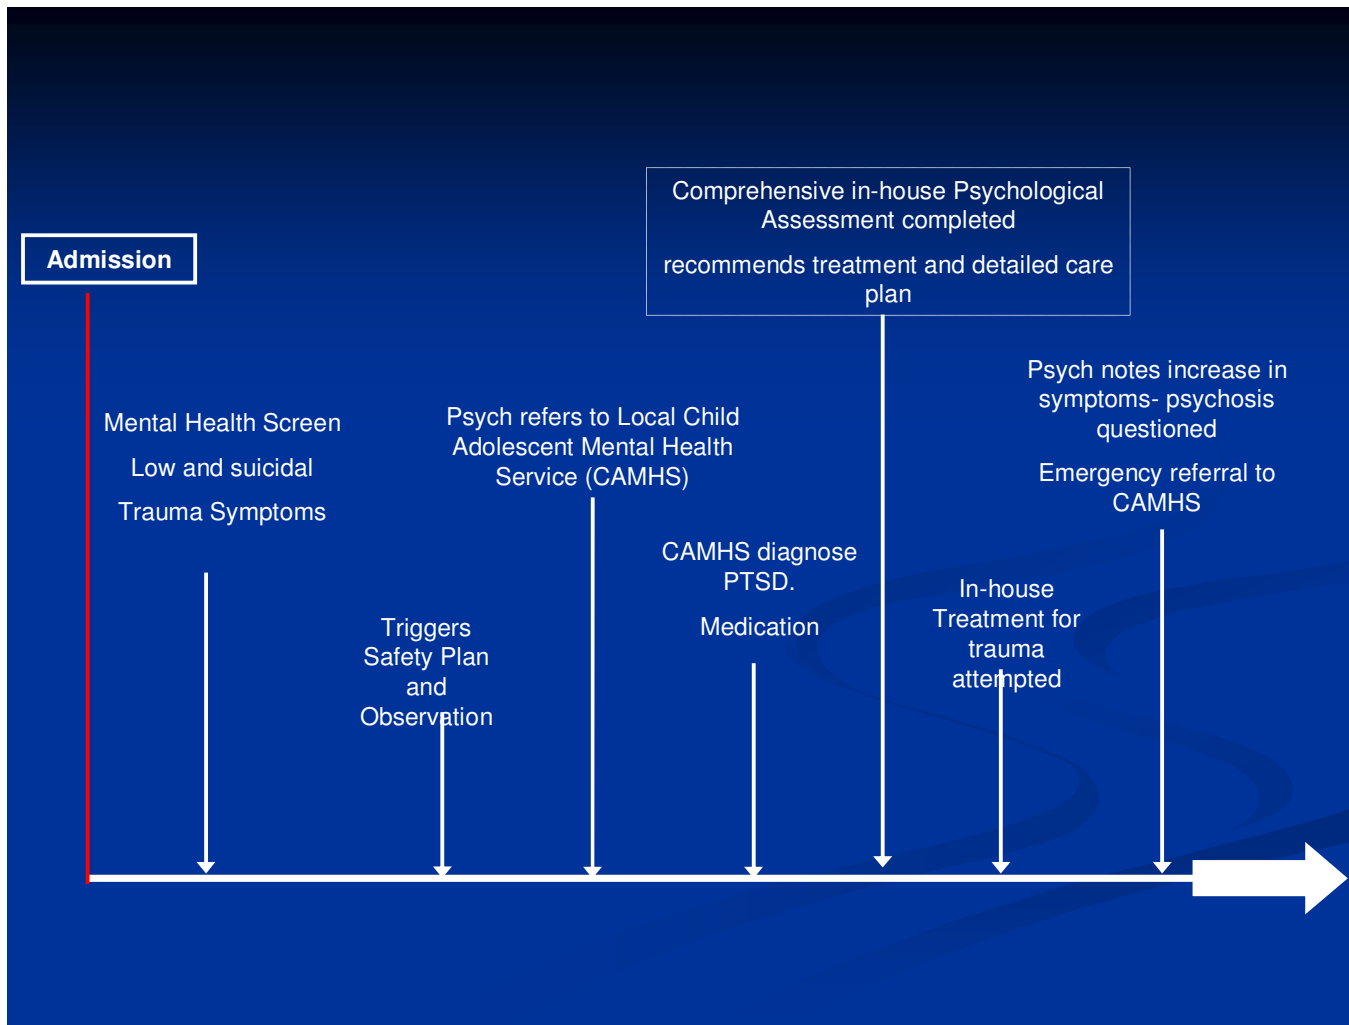 Admission
Mental Health Screen
Low and suicidal
Trauma Symptoms
Triggers
Safety Plan
and
Observation
Psych refers to Local Child
Adolescent Mental Health
Service (CAMHS)
CAMHS diagnose
PTSD.
Medication
Comprehensive in-house Psychological
Assessment completed
recommends treatment and detailed care
plan
In-house
Treatment for
trauma
attempted
Psych notes increase in
symptoms- psychosis
questioned
Emergency referral to
CAMHS